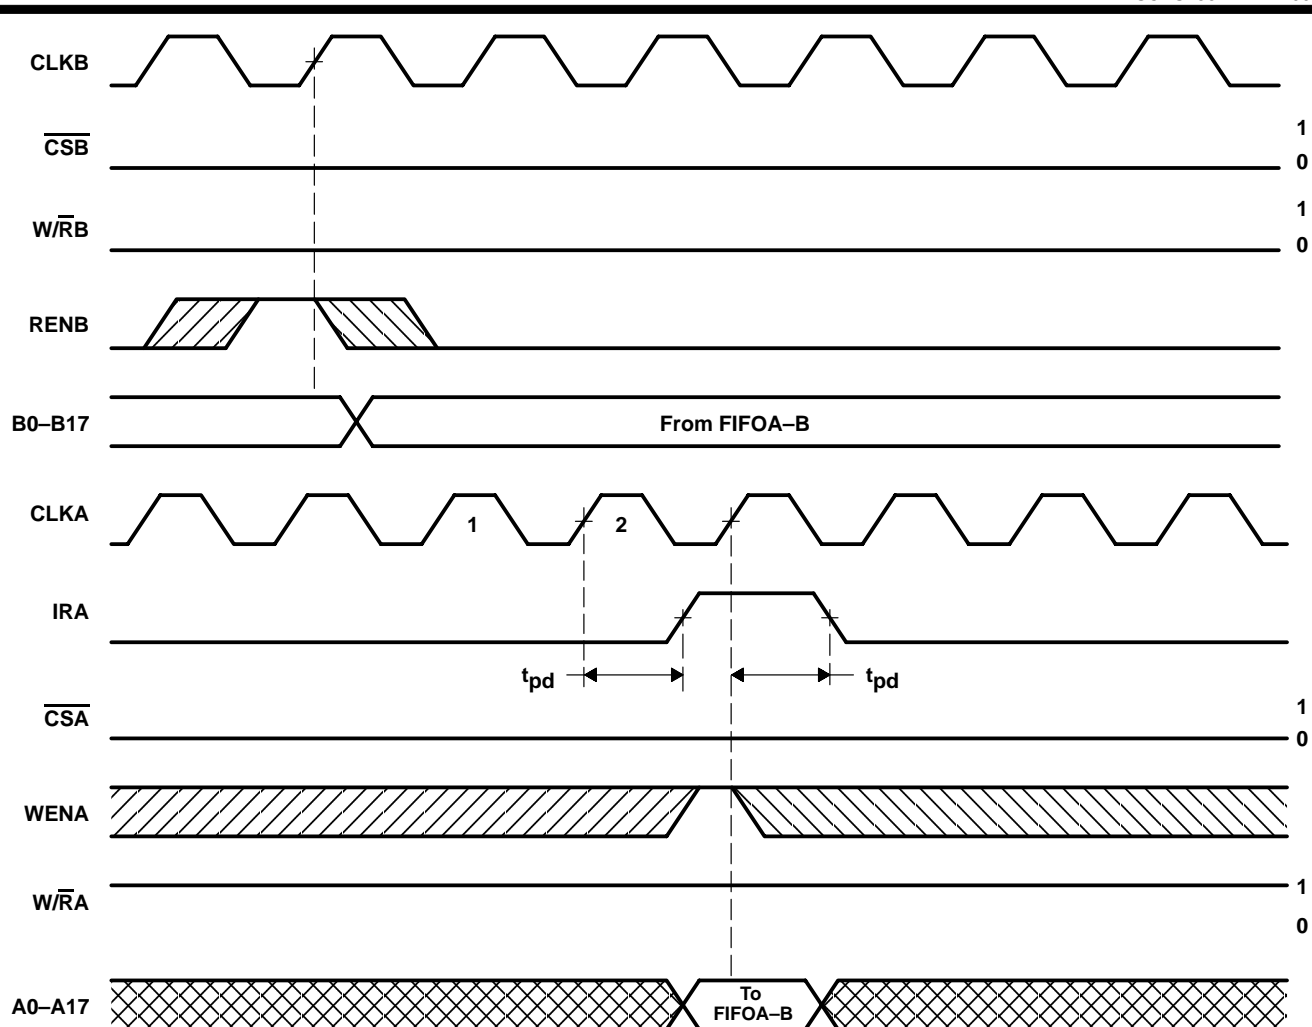 CLKB
CSB
1
0
W/RB
1
0
RENB
B0–B17
From FIFOA–B
CLKA
1
2
IRA
tpd
tpd
CSA
1
0
WENA
W/RA
1
0
A0–A17
To
FIFOA–B